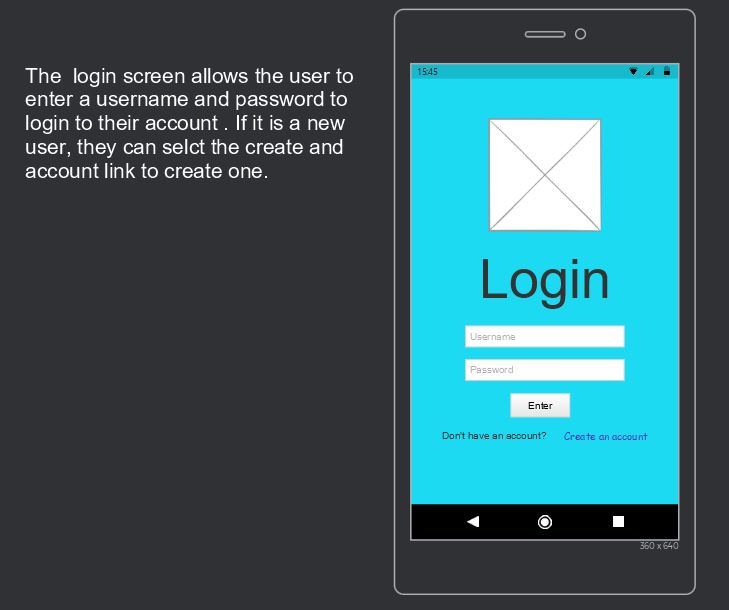 The  login screen allows the user to
enter a username and password to
login to their account . If it is a new
user, they can selct the create and
account link to create one.
15:45
Login
Username
Password
Enter
Don't have an account? Create an account
360 x 640